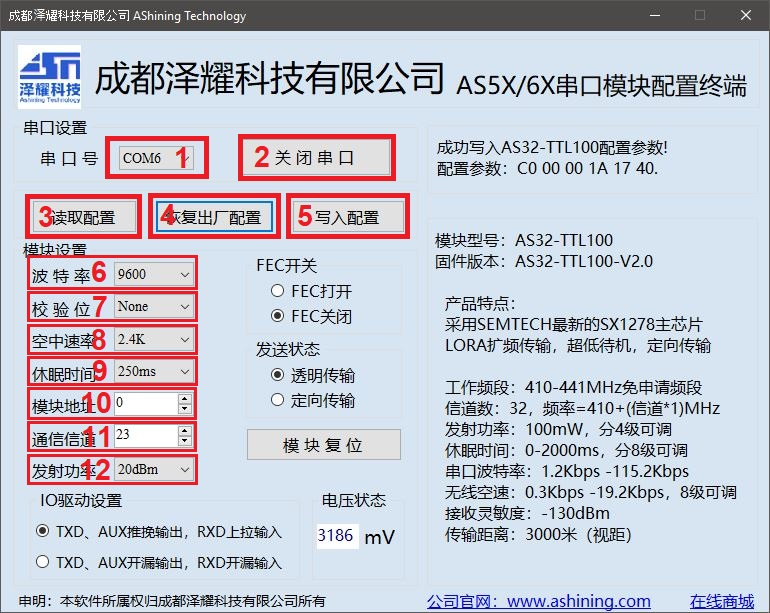 成都泽耀科技有限公司 AShining Technology
泽耀科技
Ashining Technology
成都泽耀科技有限公司 AS5X/6X串口模块配置终端
串口设置
串 口 号 COM6 1
2 关 闭 串 口
3 读取配置
4 恢复出厂配置
5 写入配置
模块设置
波 特 率 6 9600
校 验 位 7 None
空中速率 8 2.4K
休眠时间 9 250ms
模块地址 10 0
通信信道 11 23
发射功率 12 20dBm
FEC开关
FEC打开
FEC关闭
发送状态
透明传输
定向传输
模 块 复 位
IO驱动设置
TXD、AUX推挽输出，RXD上拉输入
TXD、AUX开漏输出，RXD开漏输入
电压状态
3186 mV
成功写入AS32-TTL100配置参数!
配置参数：C0 00 00 1A 17 40.
模块型号：AS32-TTL100
固件版本：AS32-TTL100-V2.0
产品特点：
采用SEMTECH最新的SX1278主芯片
LORA扩频传输，超低待机，定向传输
工作频段：410-441MHz免申请频段
信道数：32，频率=410+(信道*1)MHz
发射功率：100mW，分4级可调
休眠时间：0-2000ms，分8级可调
串口波特率：1.2Kbps -115.2Kbps
无线空速：0.3Kbps -19.2Kbps，8级可调
接收灵敏度：-130dBm
传输距离：3000米（视距）
申明：本软件所属权归成都泽耀科技有限公司所有
公司官网：www.ashining.com
在线商城